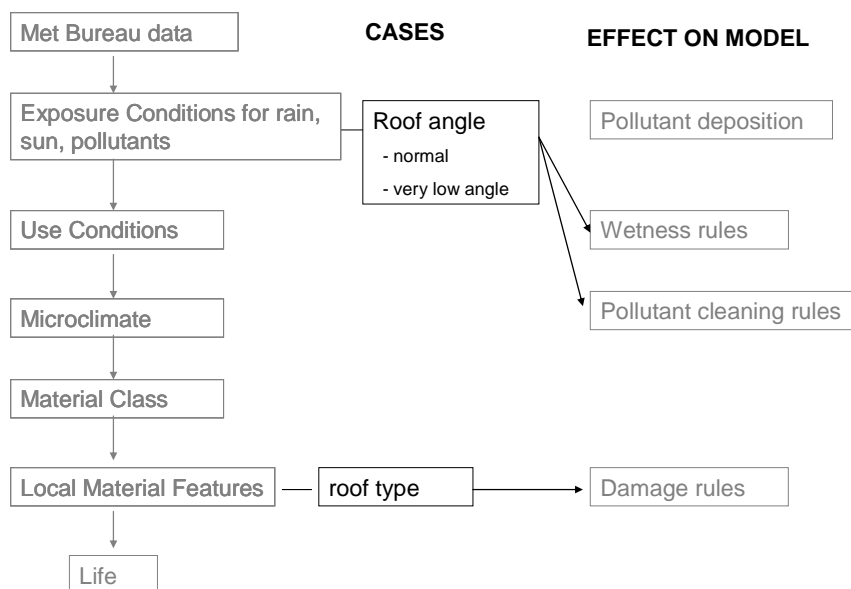 Met Bureau data
CASES
EFFECT ON MODEL
Exposure Conditions for rain,
sun, pollutants
Roof angle
- normal
- very low angle
Pollutant deposition
Use Conditions
Wetness rules
Microclimate
Pollutant cleaning rules
Material Class
Local Material Features
roof type
Damage rules
Life